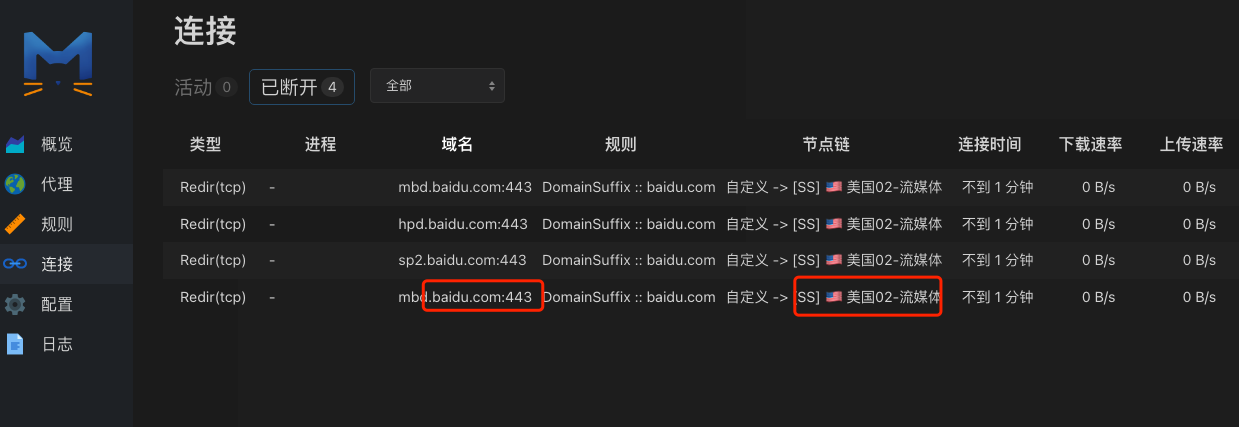 连接
活动 0 已断开 4 全部
概览
代理
规则
连接
配置
日志
类型 进程 域名 规则 节点链 连接时间 下载速率 上传速率
Redir(tcp) - mbd.baidu.com:443 DomainSuffix :: baidu.com 自定义 -> [SS] 🇺🇸 美国02-流媒体 不到 1 分钟 0 B/s 0 B/s
Redir(tcp) - hpd.baidu.com:443 DomainSuffix :: baidu.com 自定义 -> [SS] 🇺🇸 美国02-流媒体 不到 1 分钟 0 B/s 0 B/s
Redir(tcp) - sp2.baidu.com:443 DomainSuffix :: baidu.com 自定义 -> [SS] 🇺🇸 美国02-流媒体 不到 1 分钟 0 B/s 0 B/s
Redir(tcp) - mbd.baidu.com:443 DomainSuffix :: baidu.com 自定义 -> [SS] 🇺🇸 美国02-流媒体 不到 1 分钟 0 B/s 0 B/s